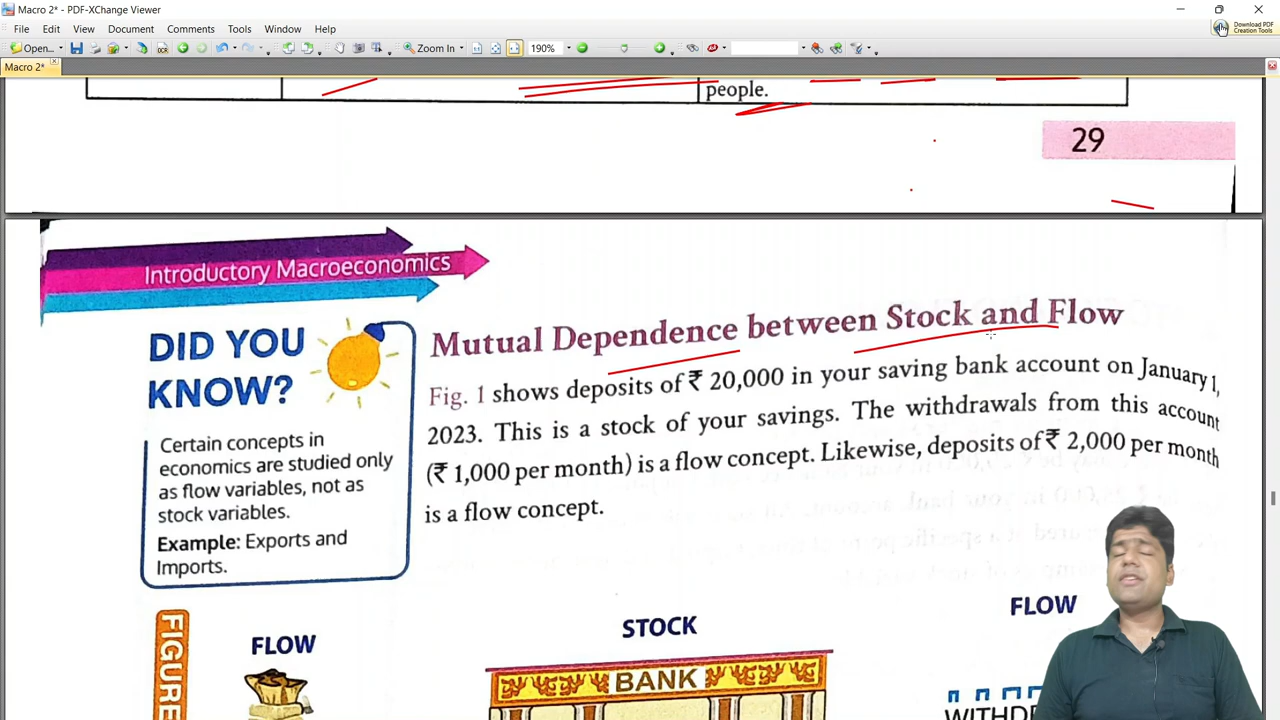 Macro 2* - PDF-XChange Viewer
File Edit View Document Comments Tools Window Help
Open... Zoom In 190%
Download PDF
Creation Tools
Macro 2*
people.
29
Introductory Macroeconomics
DID YOU
KNOW?
Certain concepts in
economics are studied only
as flow variables, not as
stock variables.
Example: Exports and
Imports.
Mutual Dependence between Stock and Flow
Fig. 1 shows deposits of ₹ 20,000 in your saving bank account on January 1,
2023. This is a stock of your savings. The withdrawals from this account
(₹ 1,000 per month) is a flow concept. Likewise, deposits of ₹ 2,000 per month
is a flow concept.
FIGURE
FLOW
STOCK
FLOW
BANK